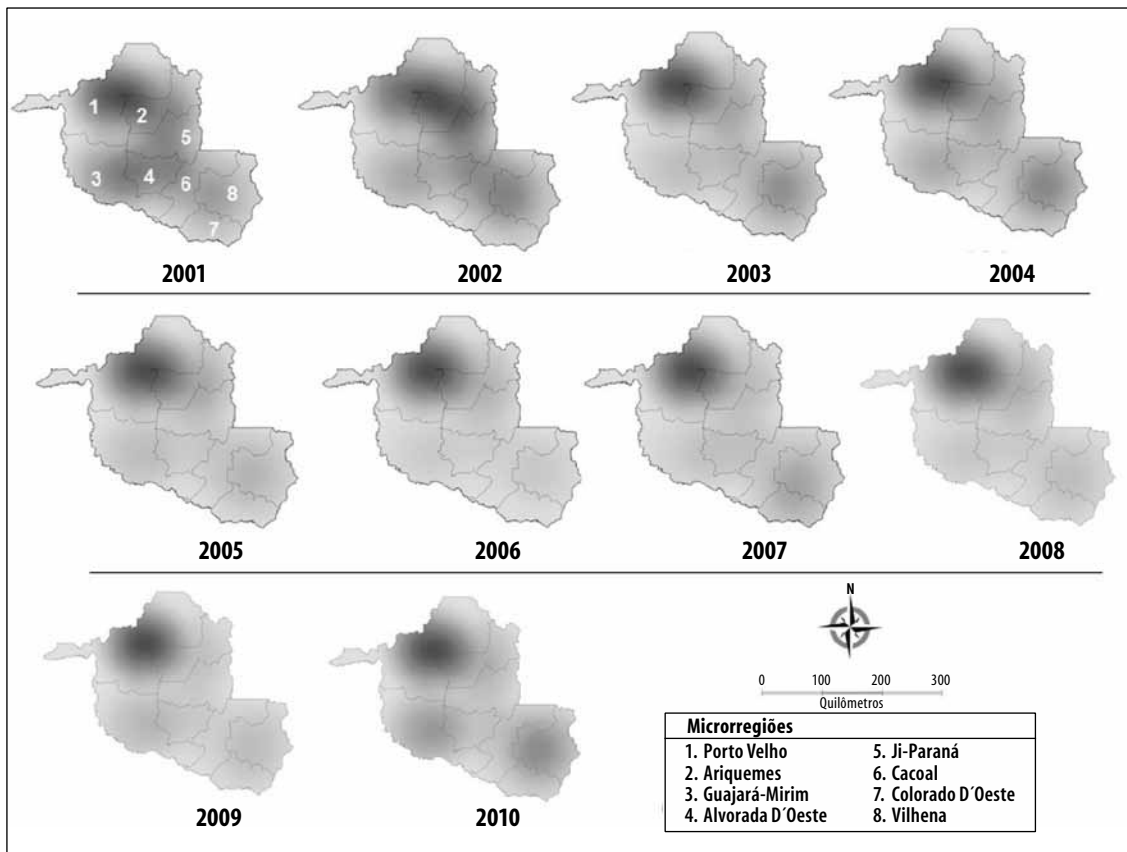 1
2
5
3
4
6
8
7
2001
2002
2003
2004
2005
2006
2007
2008
2009
2010
N
0 100 200 300
Quilômetros
Microrregiões
1. Porto Velho
2. Ariquemes
3. Guajará-Mirim
4. Alvorada D´Oeste
5. Ji-Paraná
6. Cacoal
7. Colorado D´Oeste
8. Vilhena